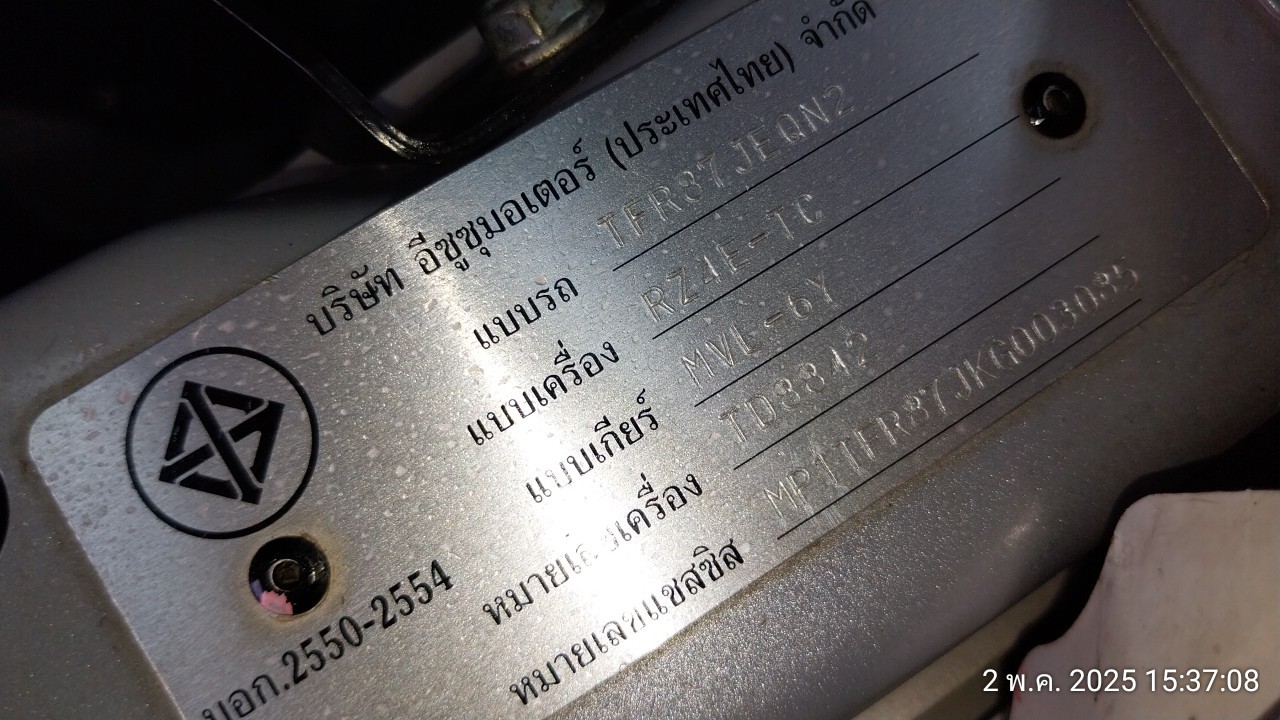 บริษัท อีซูซุมอเตอร์ (ประเทศไทย) จำกัด
แบบรถ TFR87JEQN2
แบบเครื่อง RZ4E-TC
แบบเกียร์ MVL-6Y
หมายเลขเครื่อง TD8842
หมายเลขแชสซิส MP1TFR87JKG003035
มอก.2550-2554
2 พ.ค. 2025 15:37:08